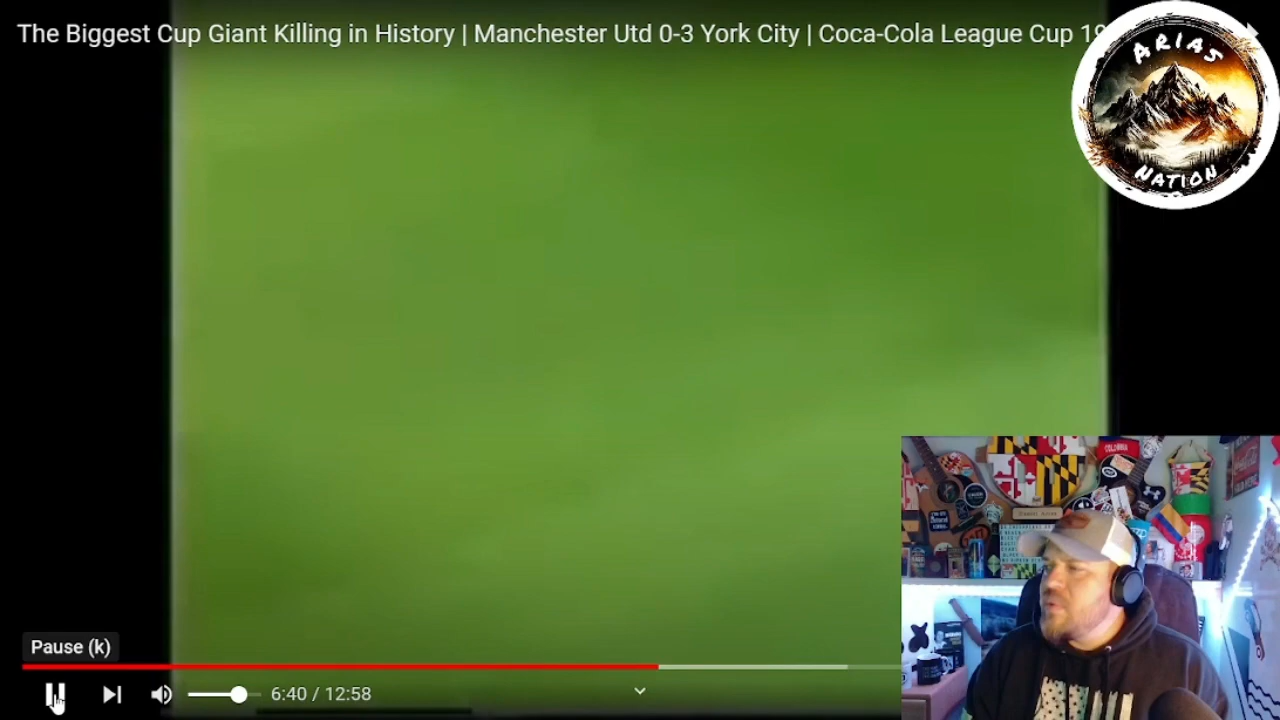 The Biggest Cup Giant Killing in History | Manchester Utd 0-3 York City | Coca-Cola League Cup 19
ARIAS
NATION
COLOMBIA
Pause (k)
6:40 / 12:58